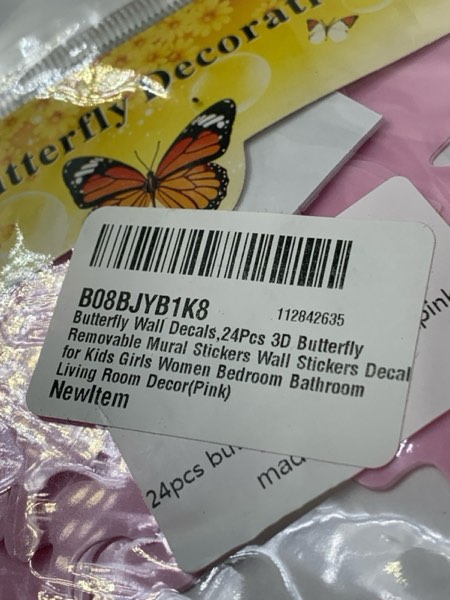 Butterfly Decorati
B08BJYB1K8 112842635
Butterfly Wall Decals,24Pcs 3D Butterfly
Removable Mural Stickers Wall Stickers Decal
for Kids Girls Women Bedroom Bathroom
Living Room Decor(Pink)
NewItem
pink
24pcs bu
mad